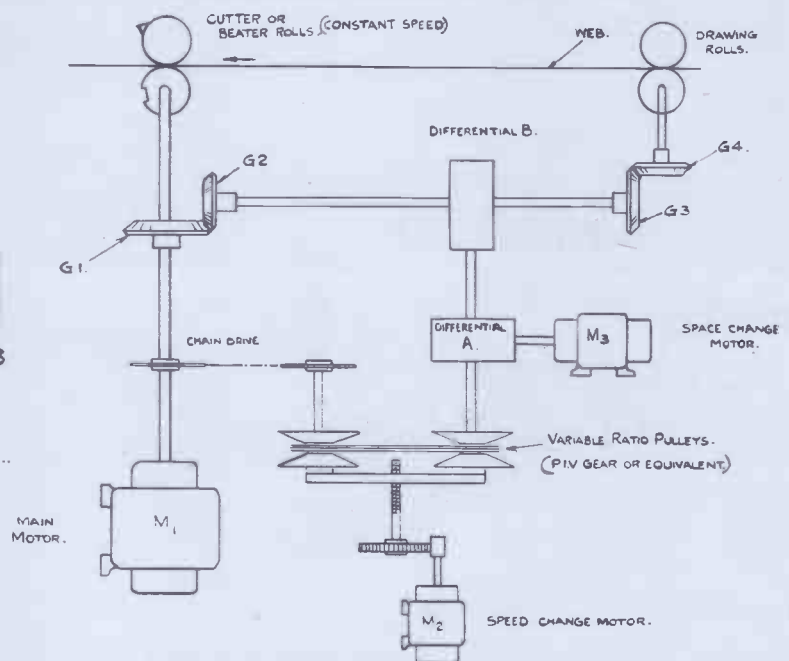 CUTTER OR
BEATER ROLLS (CONSTANT SPEED)
WEB.
DRAWING
ROLLS.
DIFFERENTIAL B.
G2
G4
G3
G1.
CHAIN DRIVE
DIFFERENTIAL
A.
M3
SPACE CHANGE
MOTOR.
VARIABLE RATIO PULLEYS.
(P.I.V GEAR OR EQUIVALENT)
MAIN
MOTOR.
M1
M2
SPEED CHANGE MOTOR.